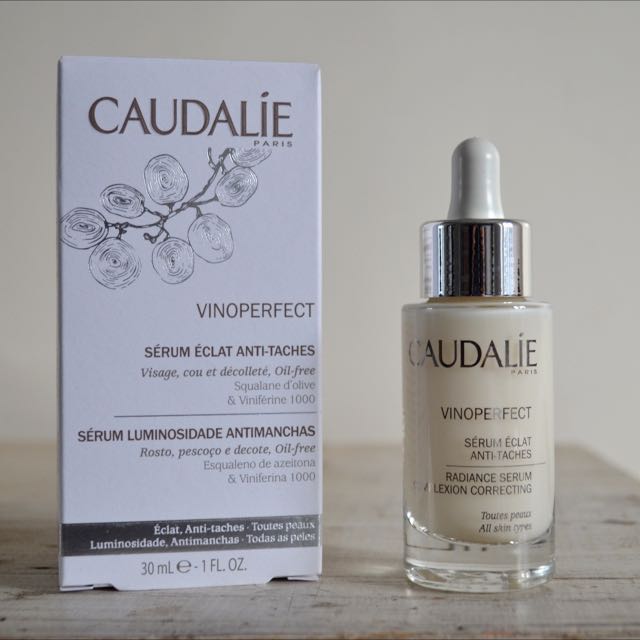 CAUDALÍE
PARIS
VINOPERFECT
SÉRUM ÉCLAT ANTI-TACHES
Visage, cou et décolleté, Oil-free
Squalane d'olive
& Viniférine 1000
SÉRUM LUMINOSIDADE ANTIMANCHAS
Rosto, pescoço e decote, Oil-free
Esqualeno de azeitona
& Viniferina 1000
Éclat, Anti-taches · Toutes peaux
Luminosidade, Antimanchas · Todas as peles
30 mL ℮ - 1 FL. OZ.
CAUDALIE
PARIS
VINOPERFECT
SÉRUM ÉCLAT
ANTI-TACHES
RADIANCE SERUM
LEXION CORRECTING
Toutes peaux
All skin types